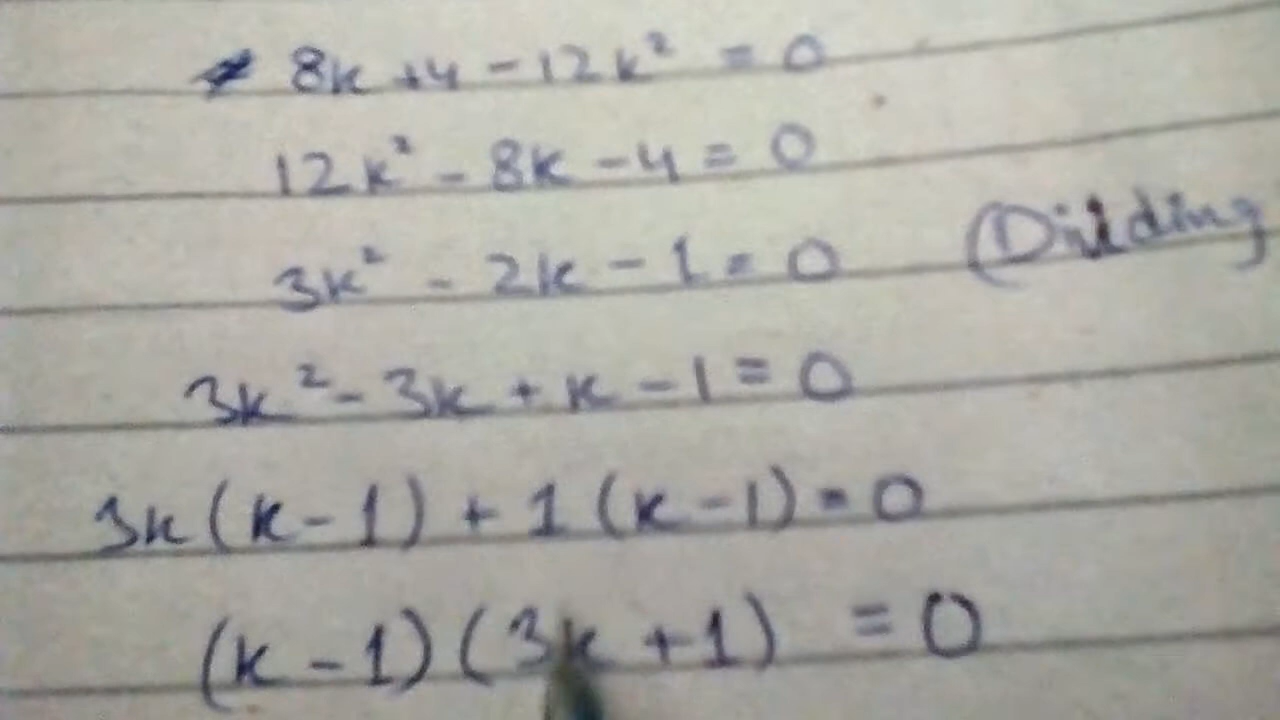 8k + 4 - 12k² = 0
12k² - 8k - 4 = 0
3k² - 2k - 1 = 0 (Dividing
3k² - 3k + k - 1 = 0
3k(k - 1) + 1(k - 1) = 0
(k - 1)(3k + 1) = 0